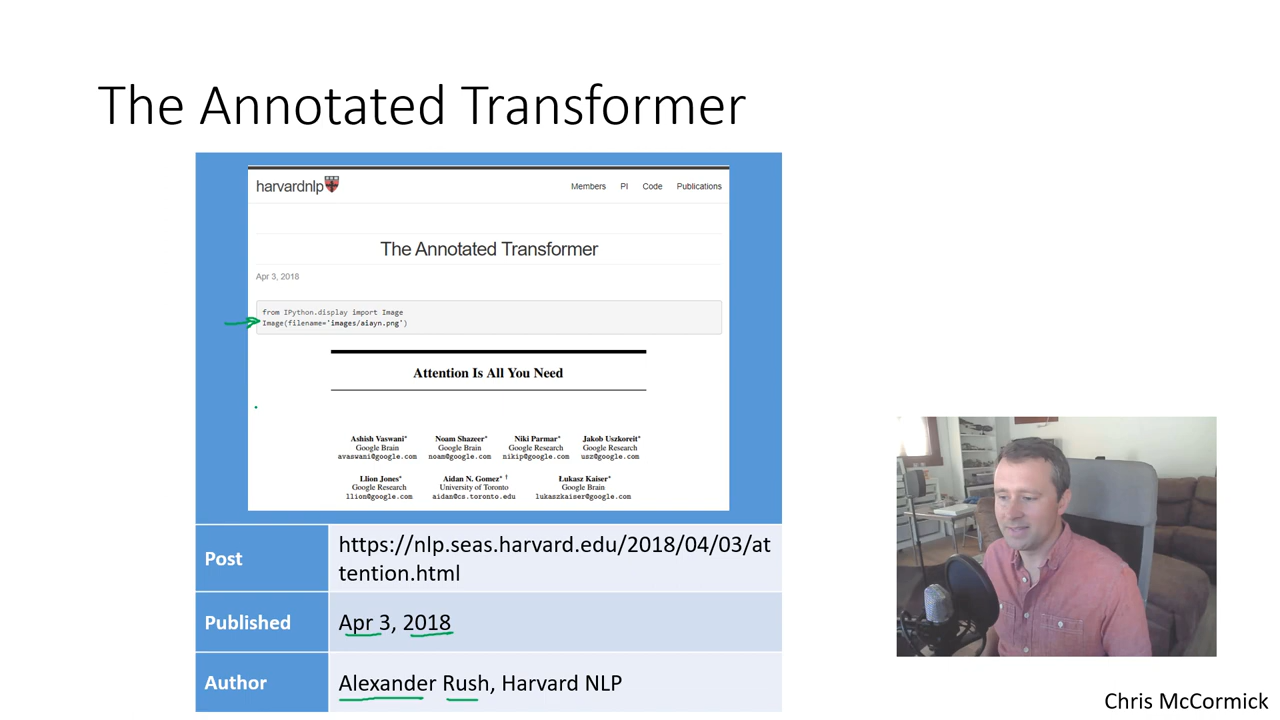 The Annotated Transformer
harvardnlp
Members PI Code Publications
The Annotated Transformer
Apr 3, 2018
from IPython.display import Image
Image(filename='images/aiayn.png')
Attention Is All You Need
Ashish Vaswani* Noam Shazeer* Niki Parmar* Jakob Uszkoreit*
Google Brain Google Brain Google Research Google Research
avaswani@google.com noam@google.com nikip@google.com usz@google.com
Llion Jones* Aidan N. Gomez* † Łukasz Kaiser*
Google Research University of Toronto Google Brain
llion@google.com aidan@cs.toronto.edu lukaszkaiser@google.com
Post https://nlp.seas.harvard.edu/2018/04/03/at
tention.html
Published Apr 3, 2018
Author Alexander Rush, Harvard NLP
Chris McCormick